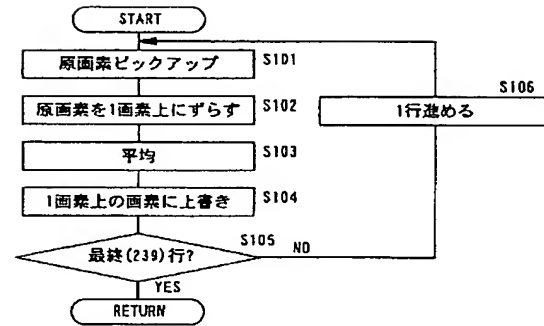 START
原画素ピックアップ S101
原画素を1画素上にずらす S102
平均 S103
1画素上の画素に上書き S104
最終(239)行? S105
NO
YES
RETURN
S106
1行進める